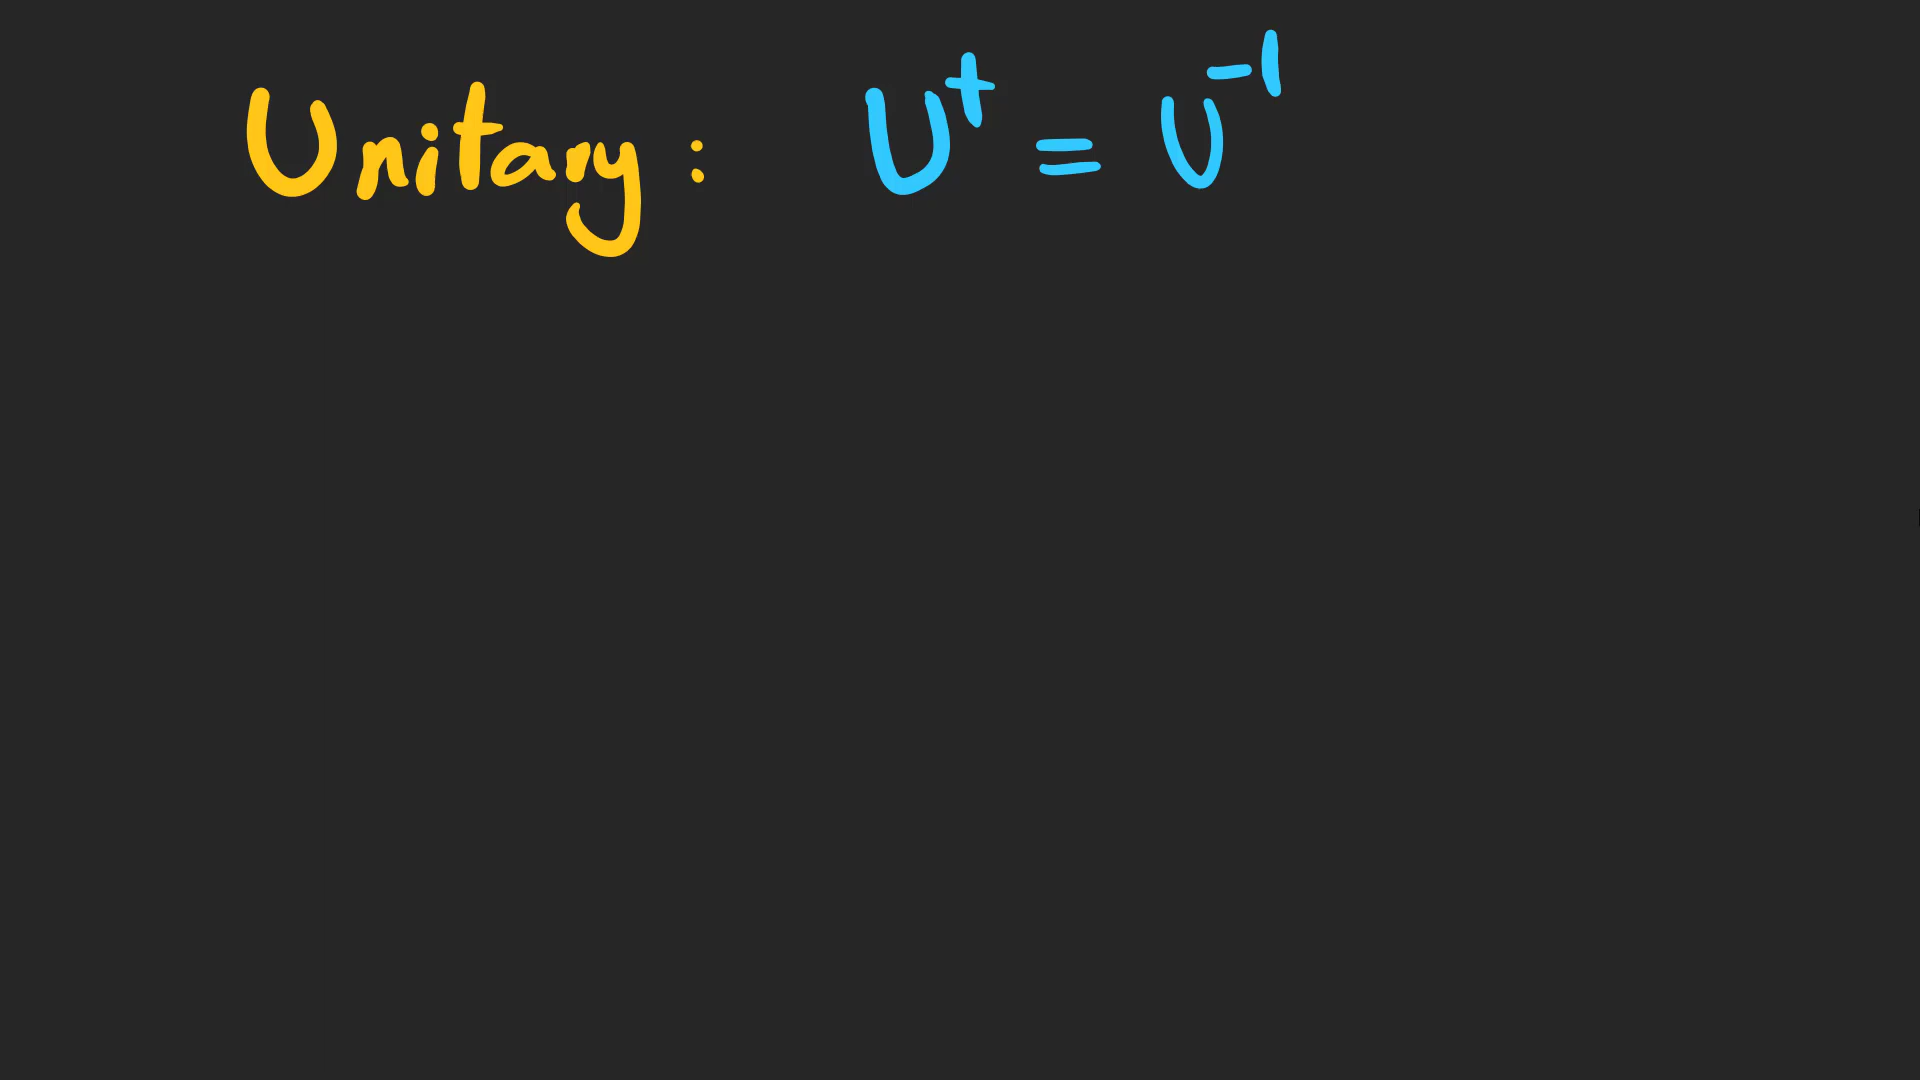 Unitary : U† = U⁻¹